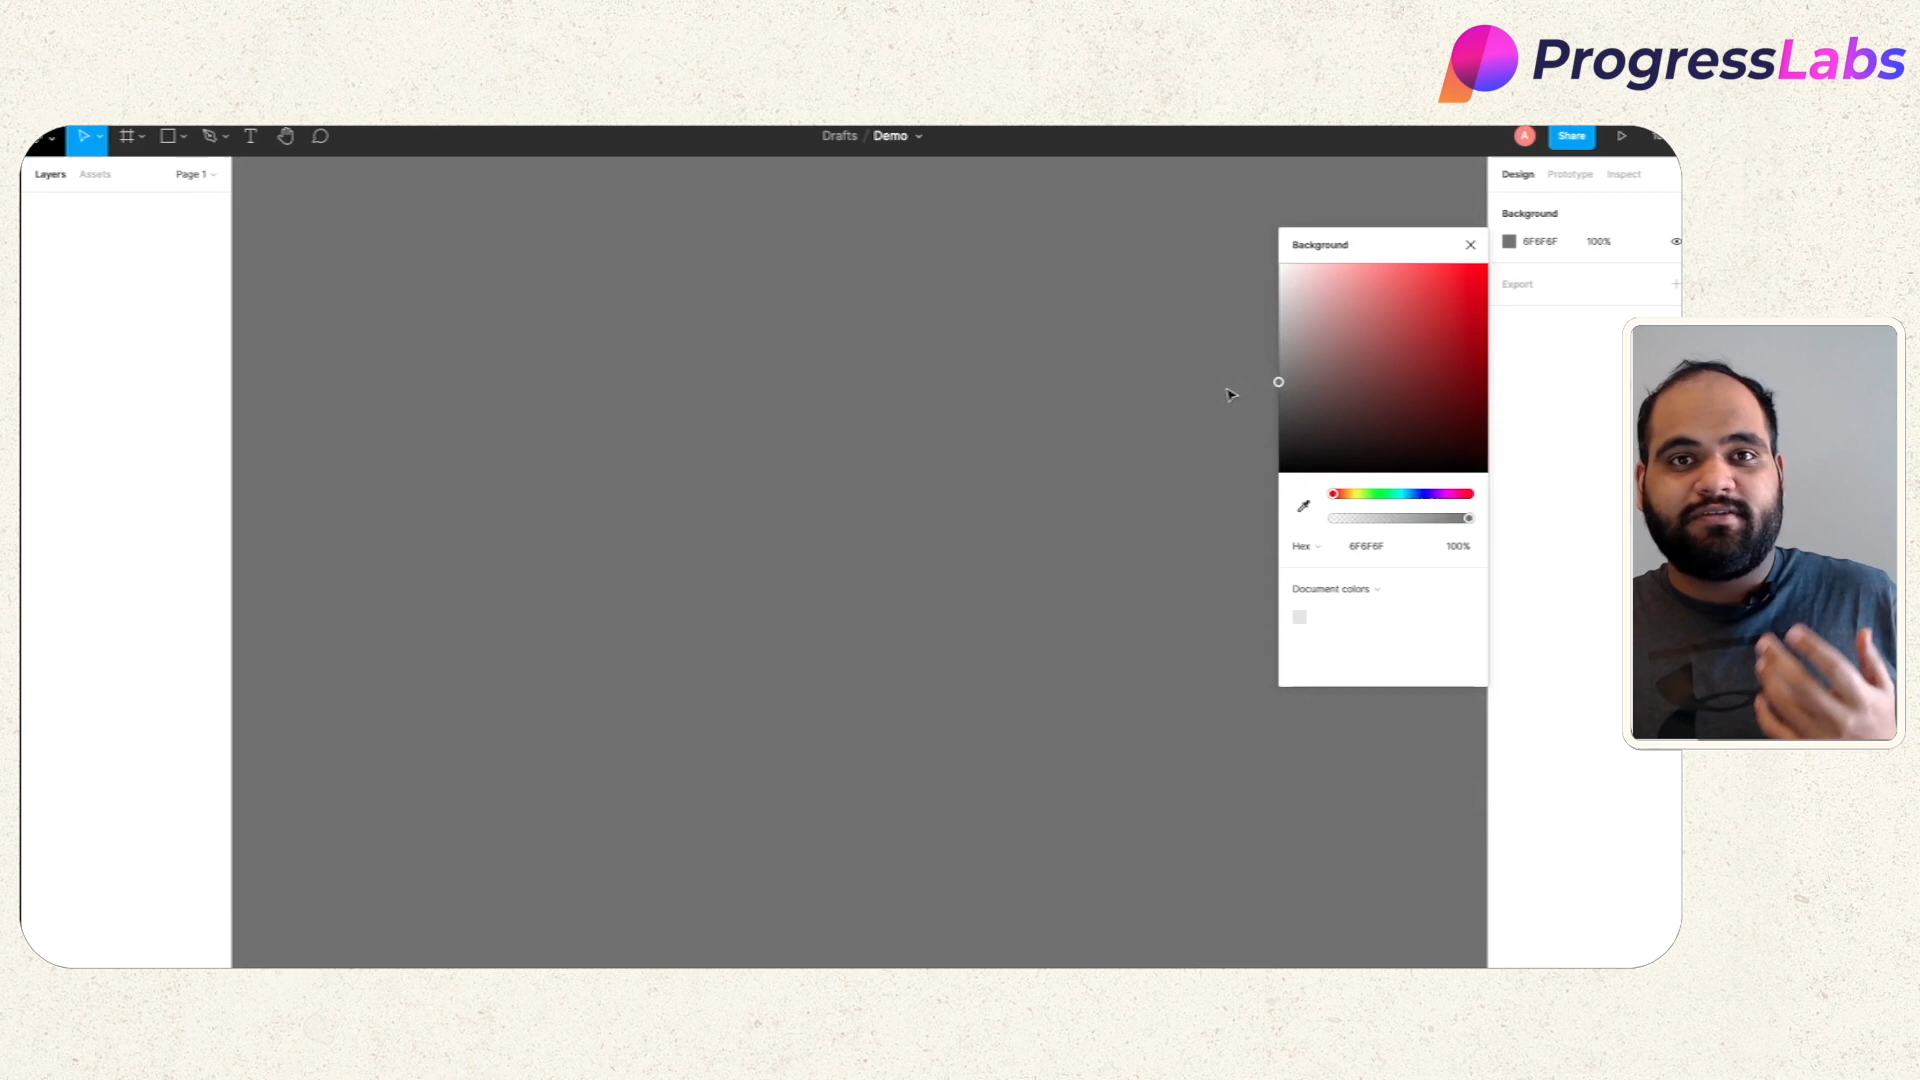 ProgressLabs
Drafts / Demo
A
Share
Layers
Assets
Page 1
Design
Prototype
Inspect
Background
6F6F6F
100%
Export
Background
Hex
6F6F6F
100%
Document colors